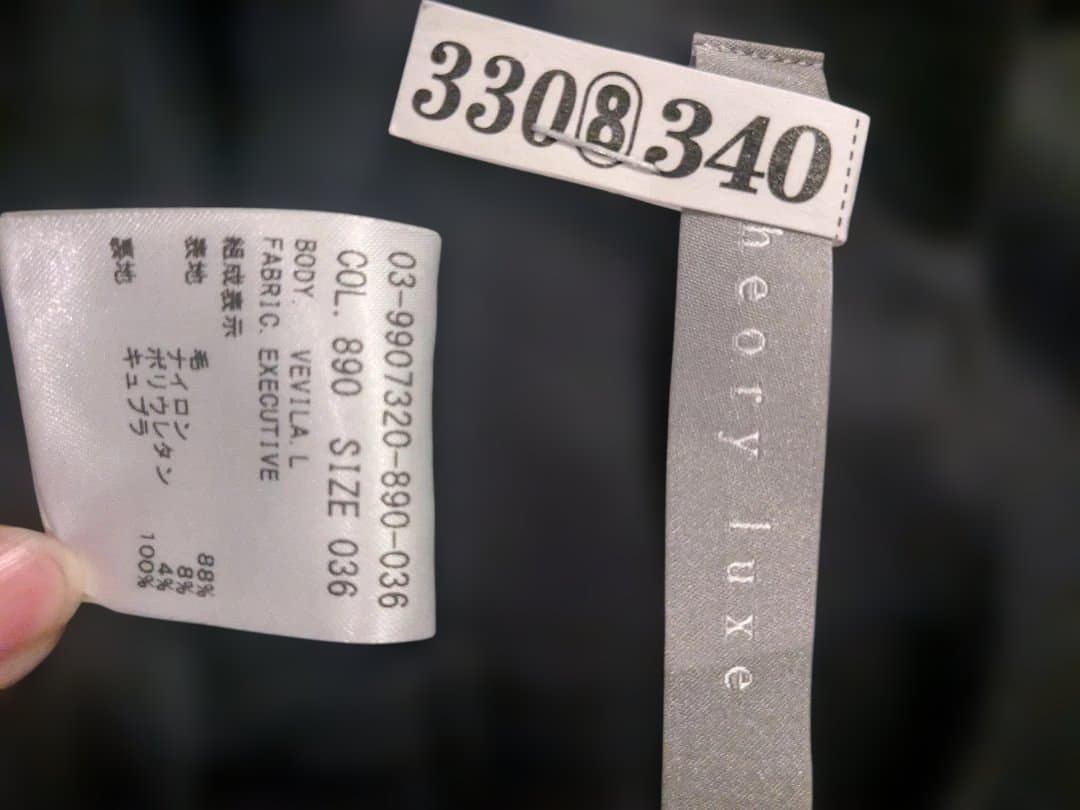 3308340
heory luxe
03-9907320-890-036
COL. 890 SIZE 036
BODY. VEVILA.L
FABRIC. EXECUTIVE
組成表示
表地 毛 88%
ナイロン 8%
ポリウレタン 4%
裏地 キュプラ 100%